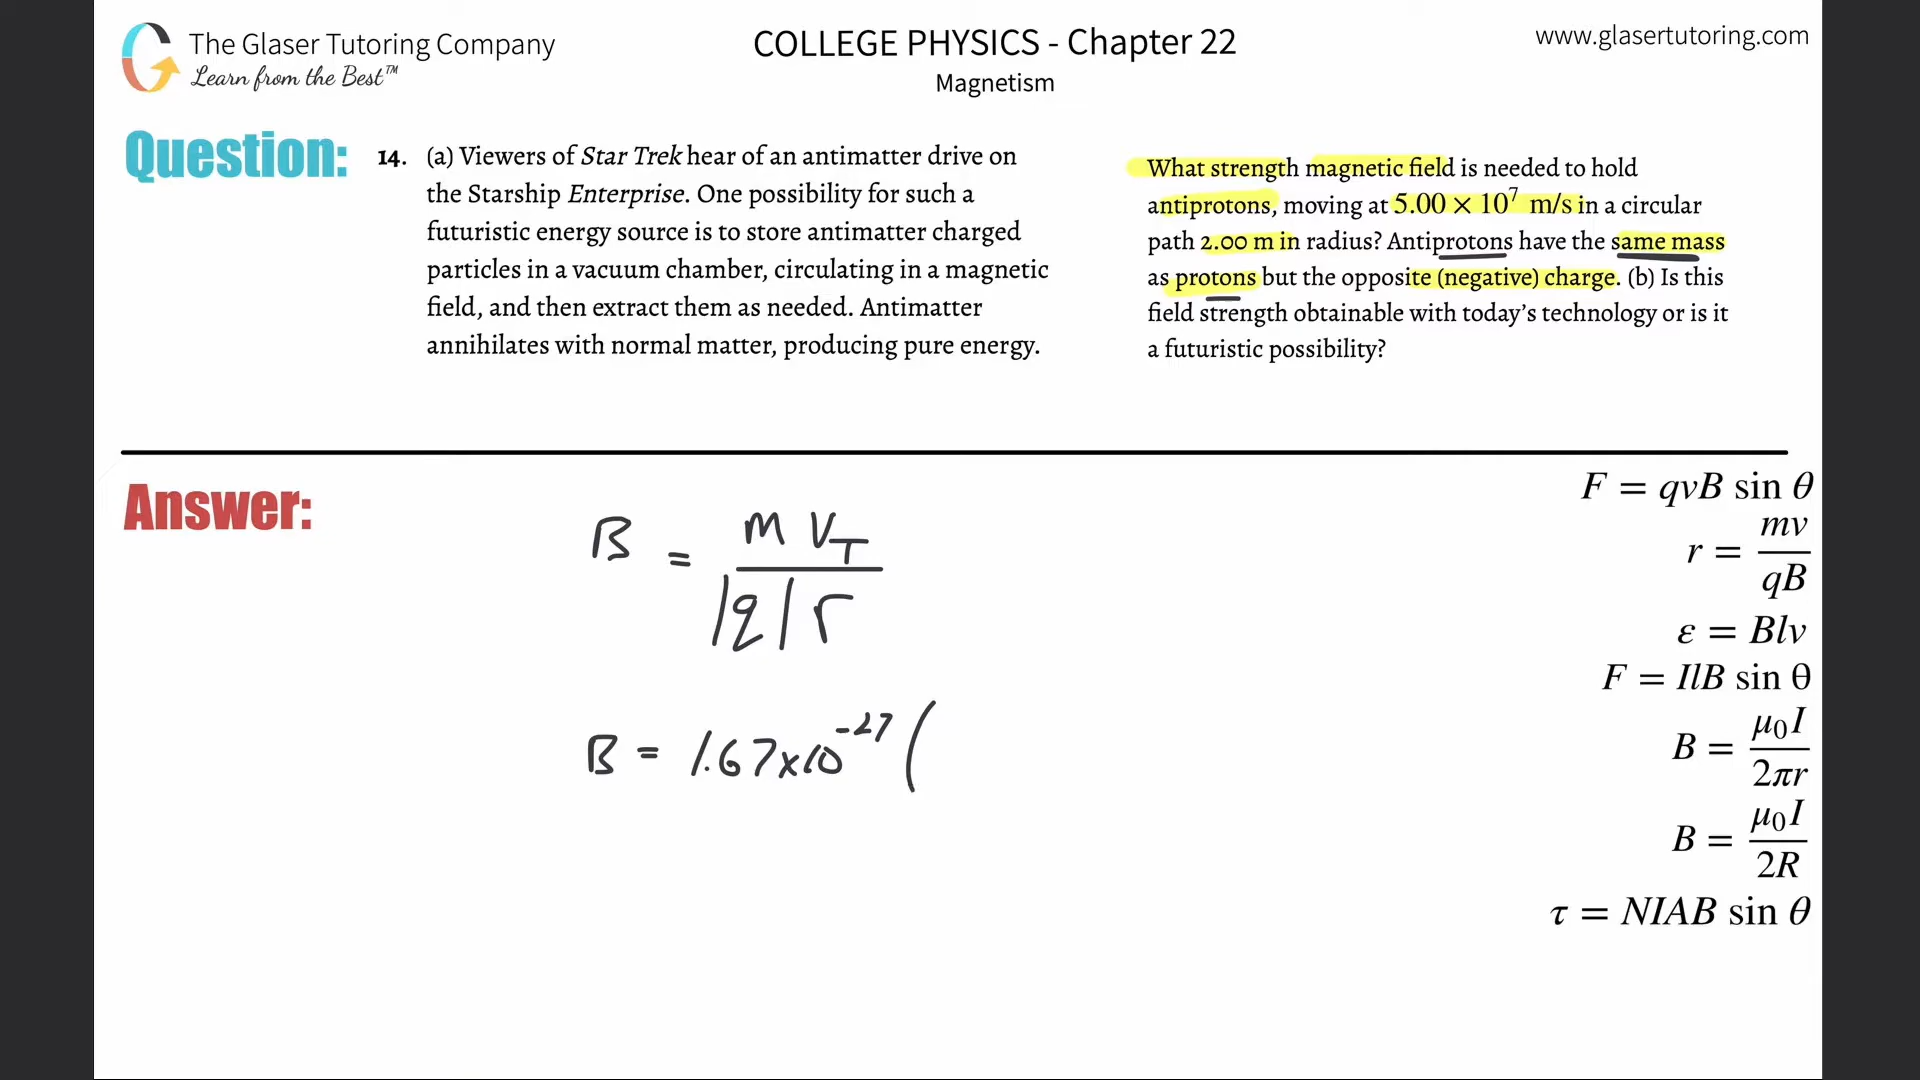 The Glaser Tutoring Company
Learn from the Best™
COLLEGE PHYSICS - Chapter 22
Magnetism
www.glasertutoring.com
Question:
14. (a) Viewers of Star Trek hear of an antimatter drive on
the Starship Enterprise. One possibility for such a
futuristic energy source is to store antimatter charged
particles in a vacuum chamber, circulating in a magnetic
field, and then extract them as needed. Antimatter
annihilates with normal matter, producing pure energy.
What strength magnetic field is needed to hold
antiprotons, moving at 5.00 × 10⁷ m/s in a circular
path 2.00 m in radius? Antiprotons have the same mass
as protons but the opposite (negative) charge. (b) Is this
field strength obtainable with today’s technology or is it
a futuristic possibility?
Answer:
B = m v_T / |q| r
B = 1.67x10⁻²⁷ (
F = qvB sin θ
r = mv / qB
ε = Blv
F = IlB sin θ
B = μ₀I / 2πr
B = μ₀I / 2R
τ = NIAB sin θ